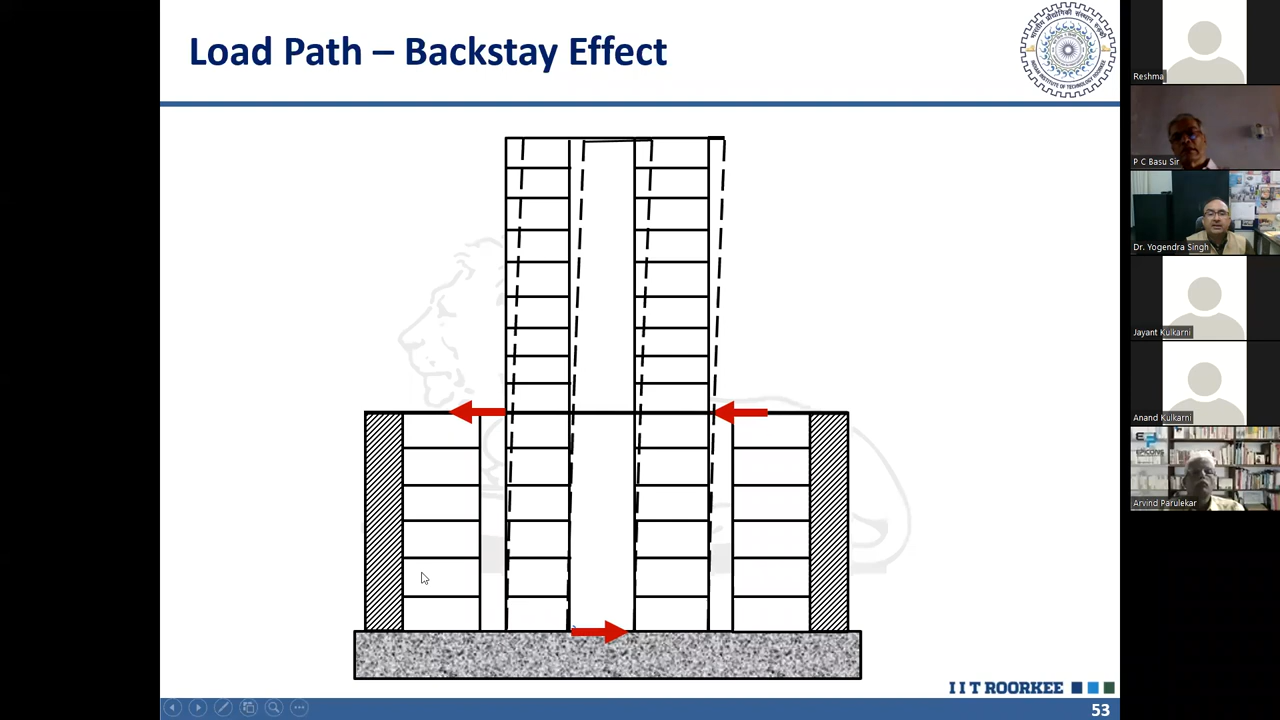 Load Path – Backstay Effect
IIT ROORKEE
53
Reshma
P C Basu Sir
Dr. Yogendra Singh
Jayant Kulkarni
Anand Kulkarni
Arvind Parulekar